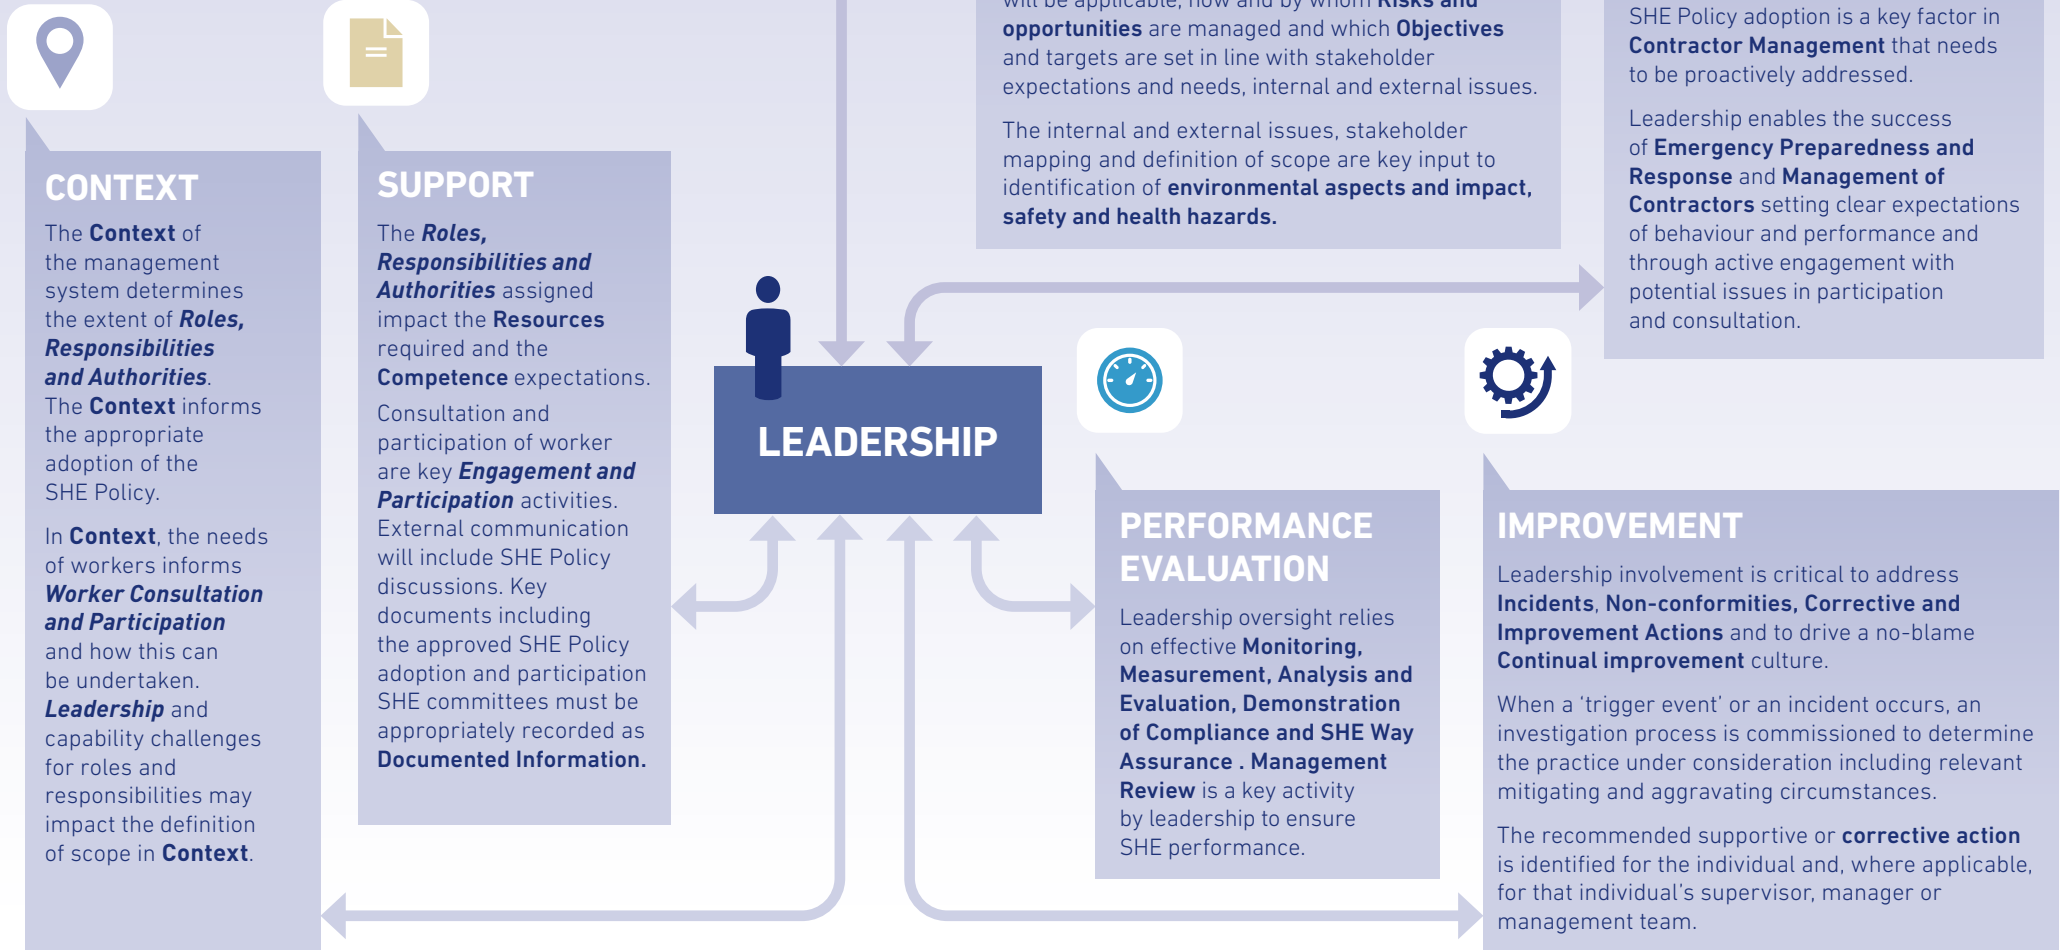 will be applicable, how and by whom Risks and
opportunities are managed and which Objectives
and targets are set in line with stakeholder
expectations and needs, internal and external issues.
The internal and external issues, stakeholder
mapping and definition of scope are key input to
identification of environmental aspects and impact,
safety and health hazards.
SHE Policy adoption is a key factor in
Contractor Management that needs
to be proactively addressed.
Leadership enables the success
of Emergency Preparedness and
Response and Management of
Contractors setting clear expectations
of behaviour and performance and
through active engagement with
potential issues in participation
and consultation.
CONTEXT
The Context of
the management
system determines
the extent of Roles,
Responsibilities
and Authorities.
The Context informs
the appropriate
adoption of the
SHE Policy.
In Context, the needs
of workers informs
Worker Consultation
and Participation
and how this can
be undertaken.
Leadership and
capability challenges
for roles and
responsibilities may
impact the definition
of scope in Context.
SUPPORT
The Roles,
Responsibilities and
Authorities assigned
impact the Resources
required and the
Competence expectations.
Consultation and
participation of worker
are key Engagement and
Participation activities.
External communication
will include SHE Policy
discussions. Key
documents including
the approved SHE Policy
adoption and participation
SHE committees must be
appropriately recorded as
Documented Information.
LEADERSHIP
PERFORMANCE
EVALUATION
Leadership oversight relies
on effective Monitoring,
Measurement, Analysis and
Evaluation, Demonstration
of Compliance and SHE Way
Assurance . Management
Review is a key activity
by leadership to ensure
SHE performance.
IMPROVEMENT
Leadership involvement is critical to address
Incidents, Non-conformities, Corrective and
Improvement Actions and to drive a no-blame
Continual improvement culture.
When a ‘trigger event’ or an incident occurs, an
investigation process is commissioned to determine
the practice under consideration including relevant
mitigating and aggravating circumstances.
The recommended supportive or corrective action
is identified for the individual and, where applicable,
for that individual’s supervisor, manager or
management team.